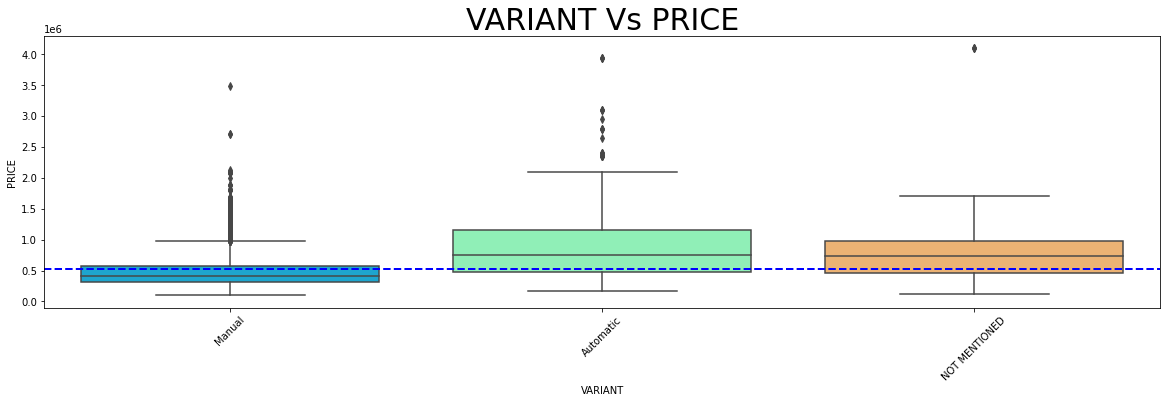 VARIANT Vs PRICE
1e6
4.0
3.5
3.0
2.5
2.0
1.5
1.0
0.5
0.0
PRICE
Manual
Automatic
NOT MENTIONED
VARIANT